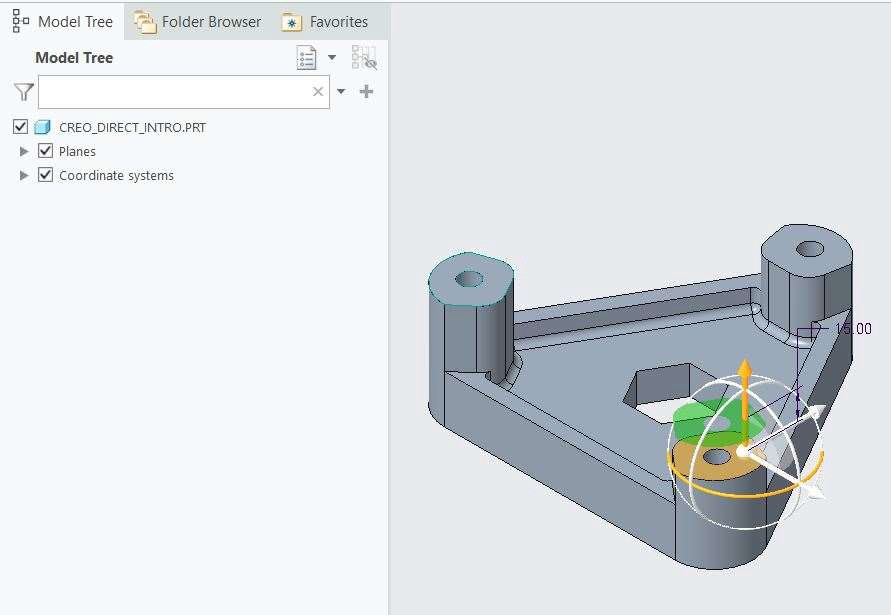 Model Tree Folder Browser Favorites
Model Tree
CREO_DIRECT_INTRO.PRT
Planes
Coordinate systems
15.00